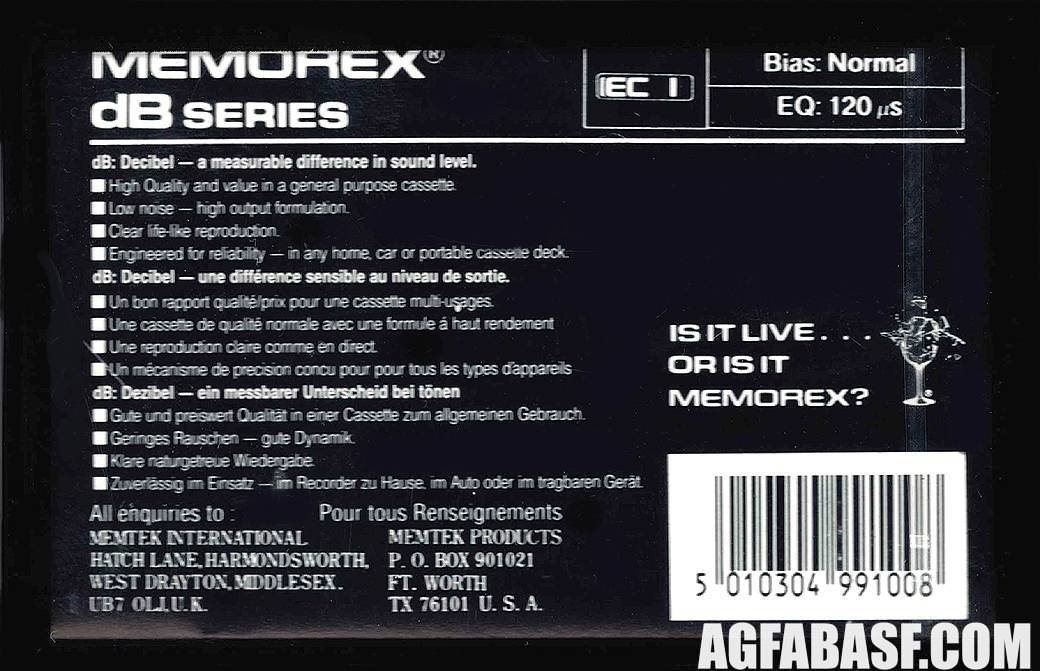 MEMOREX®
dB SERIES
IEC I
Bias: Normal
EQ: 120 µs
dB: Decibel — a measurable difference in sound level.
High Quality and value in a general purpose cassette.
Low noise — high output formulation.
Clear life-like reproduction.
Engineered for reliability — in any home, car or portable cassette deck.
dB: Decibel — une différence sensible au niveau de sortie.
Un bon rapport qualité/prix pour une cassette multi-usages.
Une cassette de qualité normale avec une formule á haut rendement
Une reproduction claire comme en direct.
Un mécanisme de precision concu pour pour tous les types d'appareils
dB: Dezibel — ein messbarer Unterscheid bei tönen
Gute und preiswert Qualität in einer Cassette zum allgemeinen Gebrauch.
Geringes Rauschen — gute Dynamik.
Klare naturgetreue Wiedergabe.
Zuverlässig im Einsatz — im Recorder zu Hause, im Auto oder im tragbaren Gerät.
IS IT LIVE . . .
OR IS IT
MEMOREX?
All enquiries to :
MEMTEK INTERNATIONAL
HATCH LANE, HARMONDSWORTH,
WEST DRAYTON, MIDDLESEX.
UB7 OLJ, U.K.
Pour tous Renseignements
MEMTEK PRODUCTS
P. O. BOX 901021
FT. WORTH
TX 76101 U. S. A.
5 010304 991008
AGFABASF.COM